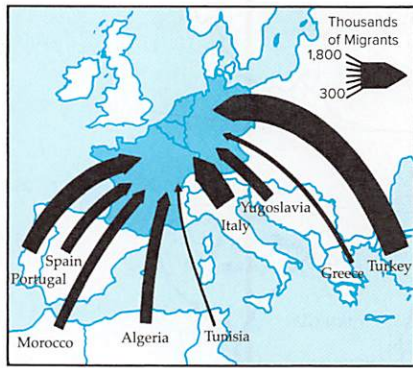 Thousands
of Migrants
1,800
300
Portugal
Spain
Morocco
Algeria
Tunisia
Italy
Yugoslavia
Greece
Turkey